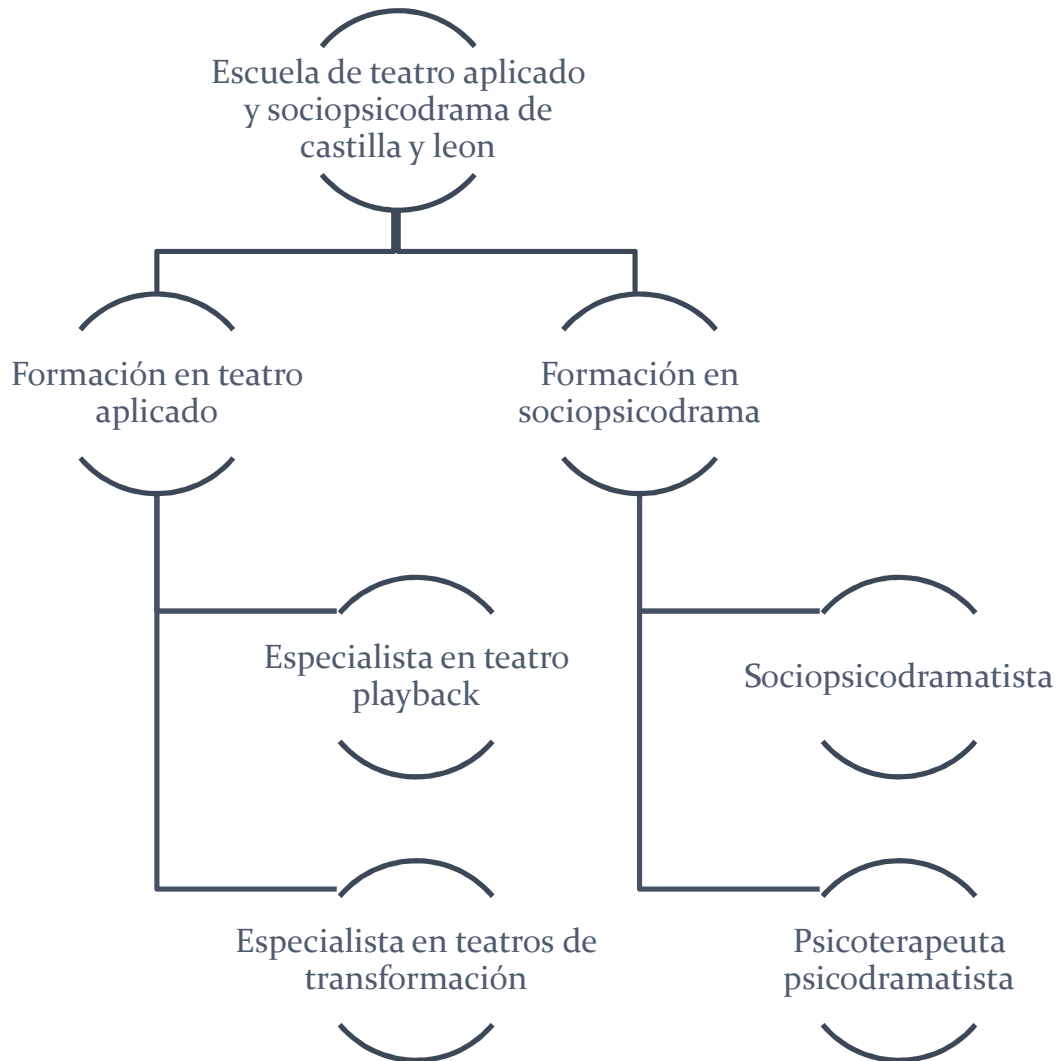 Escuela de teatro aplicado
y sociopsicodrama de
castilla y leon
Formación en teatro
aplicado
Formación en
sociopsicodrama
Especialista en teatro
playback
Sociopsicodramatista
Especialista en teatros de
transformación
Psicoterapeuta
psicodramatista